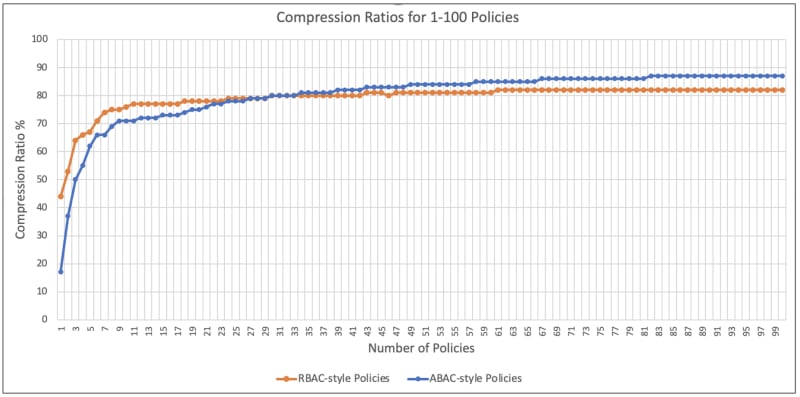 Compression Ratios for 1-100 Policies
100
90
80
70
60
50
40
30
20
10
0
Compression Ratio %
1 3 5 7 9 11 13 15 17 19 21 23 25 27 29 31 33 35 37 39 41 43 45 47 49 51 53 55 57 59 61 63 65 67 69 71 73 75 77 79 81 83 85 87 89 91 93 95 97 99
Number of Policies
RBAC-style Policies ABAC-style Policies